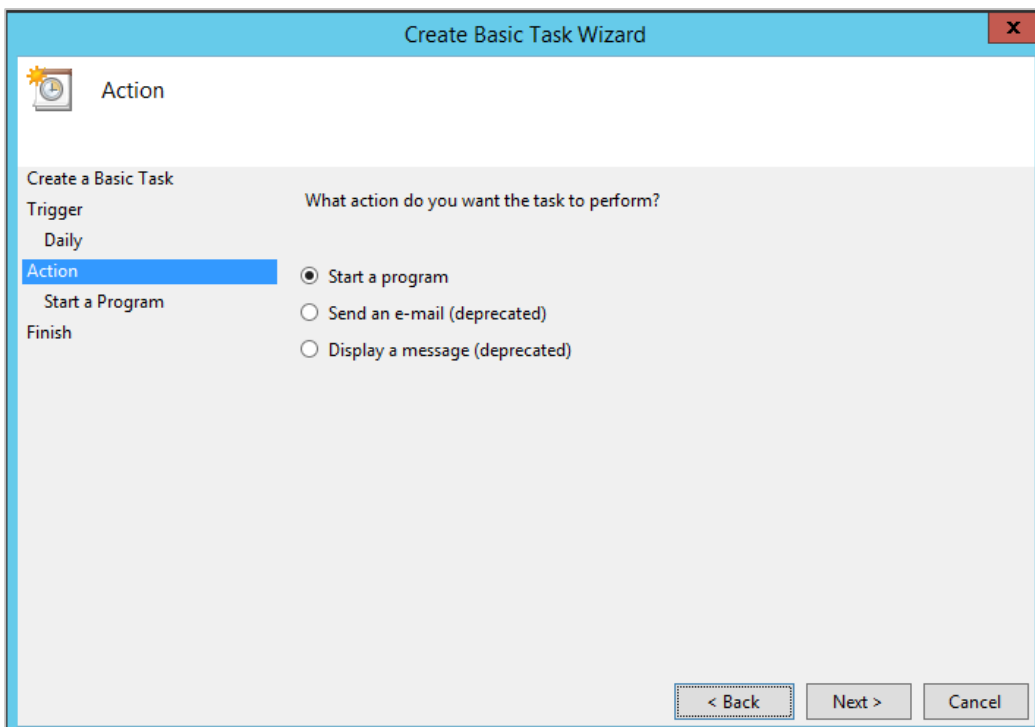 Create Basic Task Wizard
x
Action
Create a Basic Task
Trigger
Daily
Action
Start a Program
Finish
What action do you want the task to perform?
Start a program
Send an e-mail (deprecated)
Display a message (deprecated)
< Back
Next >
Cancel